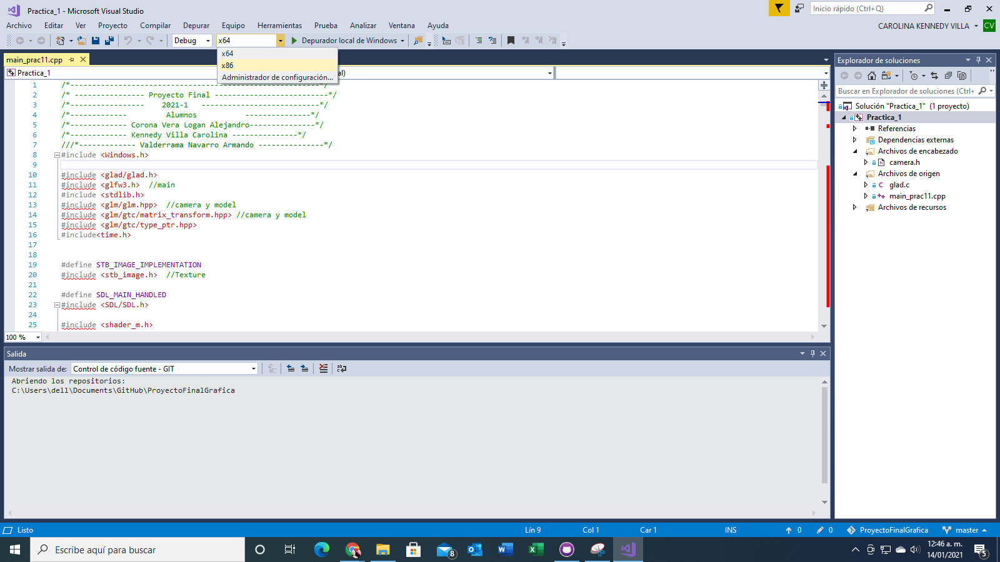 Practica_1 - Microsoft Visual Studio
Inicio rápido (Ctrl+Q)
Archivo Editar Ver Proyecto Compilar Depurar Equipo Herramientas Prueba Analizar Ventana Ayuda
CAROLINA KENNEDY VILLA CV
Debug x64 Depurador local de Windows
x64
x86
Administrador de configuración...
main_prac11.cpp
Practica_1
al)
1 /*----------------------------------------------------------*/
2 /* ---------------- Proyecto Final --------------------------*/
3 /*----------------- 2021-1 ---------------------------*/
4 /*------------- Alumnos ---------------*/
5 /*------------- Corona Vera Logan Alejandro---------------*/
6 /*------------- Kennedy Villa Carolina ---------------*/
7 ///*------------- Valderrama Navarro Armando ---------------*/
8 #include <Windows.h>
9
10 #include <glad/glad.h>
11 #include <glfw3.h> //main
12 #include <stdlib.h>
13 #include <glm/glm.hpp> //camera y model
14 #include <glm/gtc/matrix_transform.hpp> //camera y model
15 #include <glm/gtc/type_ptr.hpp>
16 #include<time.h>
17
18
19 #define STB_IMAGE_IMPLEMENTATION
20 #include <stb_image.h> //Texture
21
22 #define SDL_MAIN_HANDLED
23 #include <SDL/SDL.h>
24
25 #include <shader_m.h>
100 %
Salida
Mostrar salida de: Control de código fuente - GIT
Abriendo los repositorios:
C:\Users\dell\Documents\GitHub\ProyectoFinalGrafica
Explorador de soluciones
Buscar en Explorador de soluciones (Ctrl+
Solución "Practica_1" (1 proyecto)
Practica_1
Referencias
Dependencias externas
Archivos de encabezado
camera.h
Archivos de origen
glad.c
main_prac11.cpp
Archivos de recursos
Listo Lín 9 Col 1 Car 1 INS 0 0 ProyectoFinalGrafica master
Escribe aquí para buscar
8
12:46 a. m.
14/01/2021
5